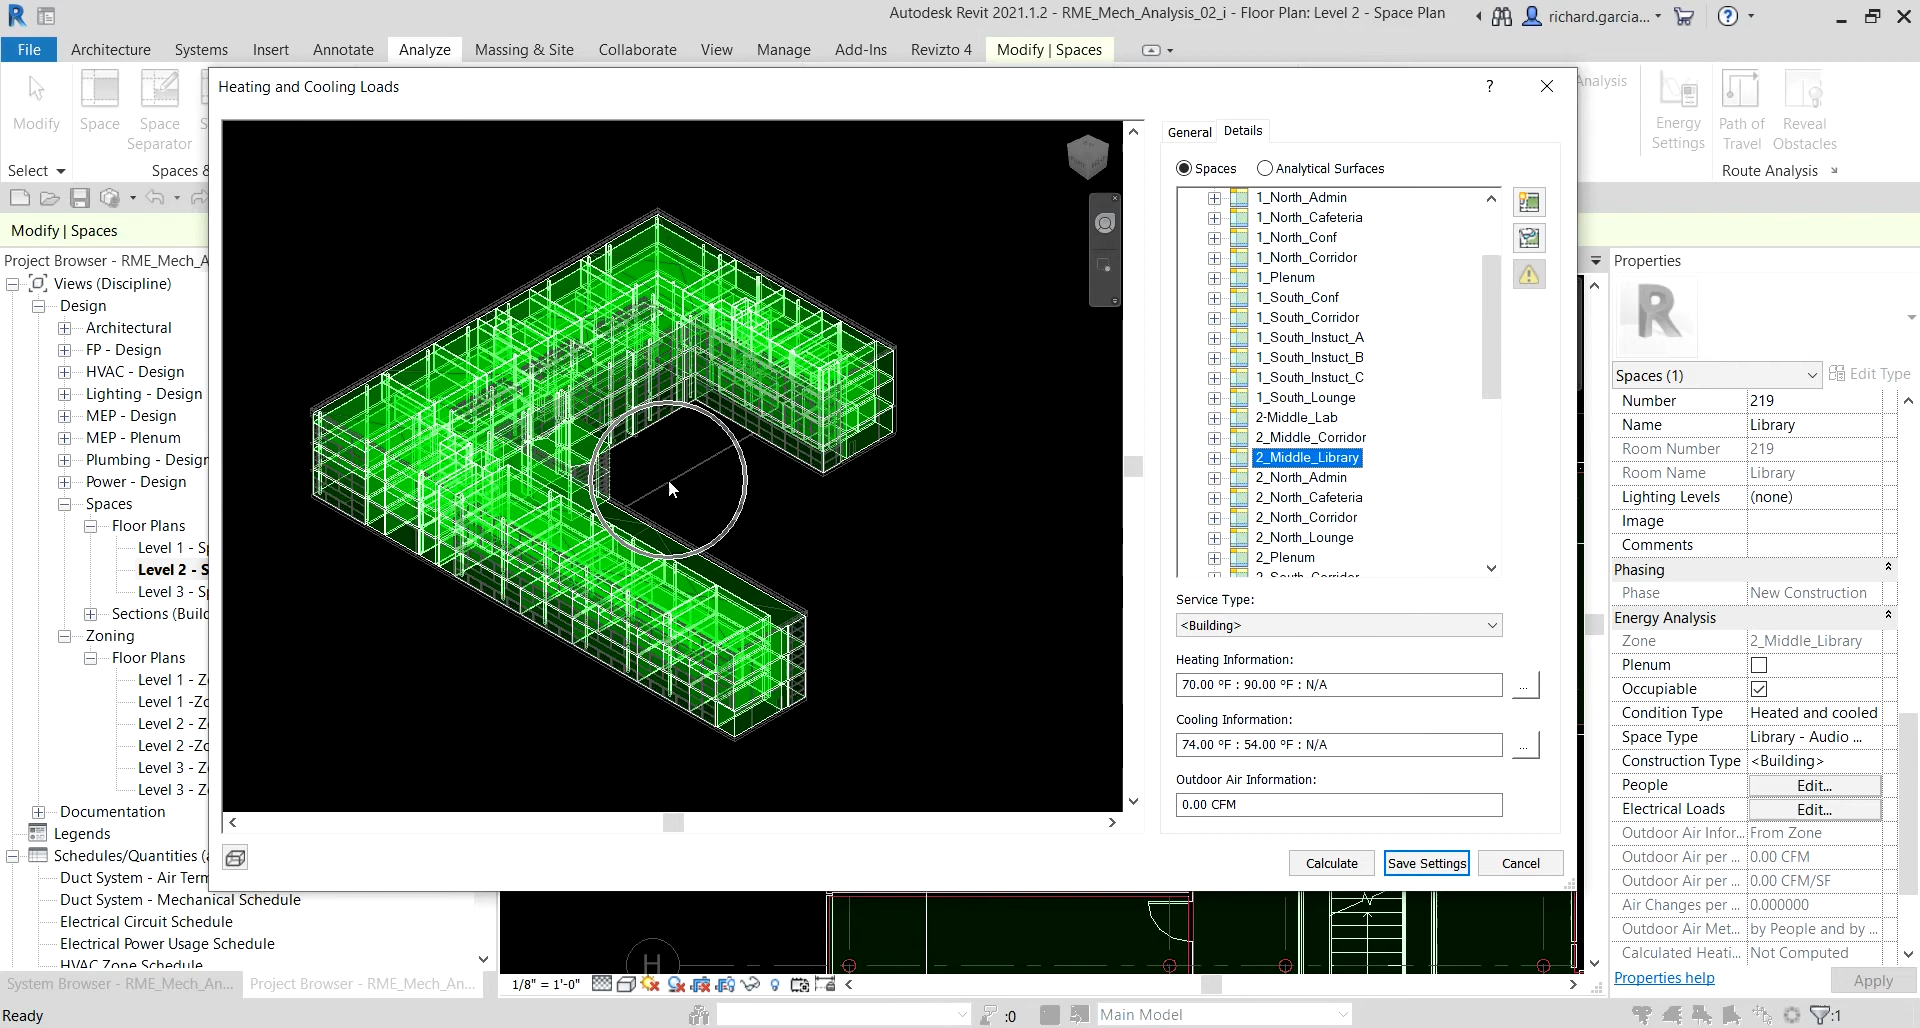 Autodesk Revit 2021.1.2 - RME_Mech_Analysis_02_i - Floor Plan: Level 2 - Space Plan
richard.garcia...
File Architecture Systems Insert Annotate Analyze Massing & Site Collaborate View Manage Add-Ins Revizto 4 Modify | Spaces
Modify
Space
Space
Separator
Select
Spaces &
Analysis
Energy
Settings
Path of
Travel
Reveal
Obstacles
Route Analysis
Modify | Spaces
Project Browser - RME_Mech_A
Views (Discipline)
Design
Architectural
FP - Design
HVAC - Design
Lighting - Design
MEP - Design
MEP - Plenum
Plumbing - Design
Power - Design
Spaces
Floor Plans
Level 1 - Sp
Level 2 - S
Level 3 - Sp
Sections (Build
Zoning
Floor Plans
Level 1 - Z
Level 1 -Zo
Level 2 - Z
Level 2 -Zo
Level 3 - Z
Level 3 - Z
Documentation
Legends
Schedules/Quantities (a
Duct System - Air Term
Duct System - Mechanical Schedule
Electrical Circuit Schedule
Electrical Power Usage Schedule
HVAC Zone Schedule
System Browser - RME_Mech_An...
Project Browser - RME_Mech_An...
Ready
Heating and Cooling Loads
General
Details
Spaces
Analytical Surfaces
1_North_Admin
1_North_Cafeteria
1_North_Conf
1_North_Corridor
1_Plenum
1_South_Conf
1_South_Corridor
1_South_Instuct_A
1_South_Instuct_B
1_South_Instuct_C
1_South_Lounge
2-Middle_Lab
2_Middle_Corridor
2_Middle_Library
2_North_Admin
2_North_Cafeteria
2_North_Corridor
2_North_Lounge
2_Plenum
2_South_Corridor
Service Type:
<Building>
Heating Information:
70.00 °F : 90.00 °F : N/A
...
Cooling Information:
74.00 °F : 54.00 °F : N/A
...
Outdoor Air Information:
0.00 CFM
Calculate
Save Settings
Cancel
H
1/8" = 1'-0"
:0
Main Model
:1
Properties
R
Spaces (1)
Edit Type
Number 219
Name Library
Room Number 219
Room Name Library
Lighting Levels (none)
Image
Comments
Phasing
Phase New Construction
Energy Analysis
Zone 2_Middle_Library
Plenum
Occupiable
Condition Type Heated and cooled
Space Type Library - Audio ...
Construction Type <Building>
People Edit...
Electrical Loads Edit...
Outdoor Air Infor... From Zone
Outdoor Air per ... 0.00 CFM
Outdoor Air per ... 0.00 CFM/SF
Air Changes per ... 0.000000
Outdoor Air Met... by People and by ...
Calculated Heati... Not Computed
Properties help
Apply